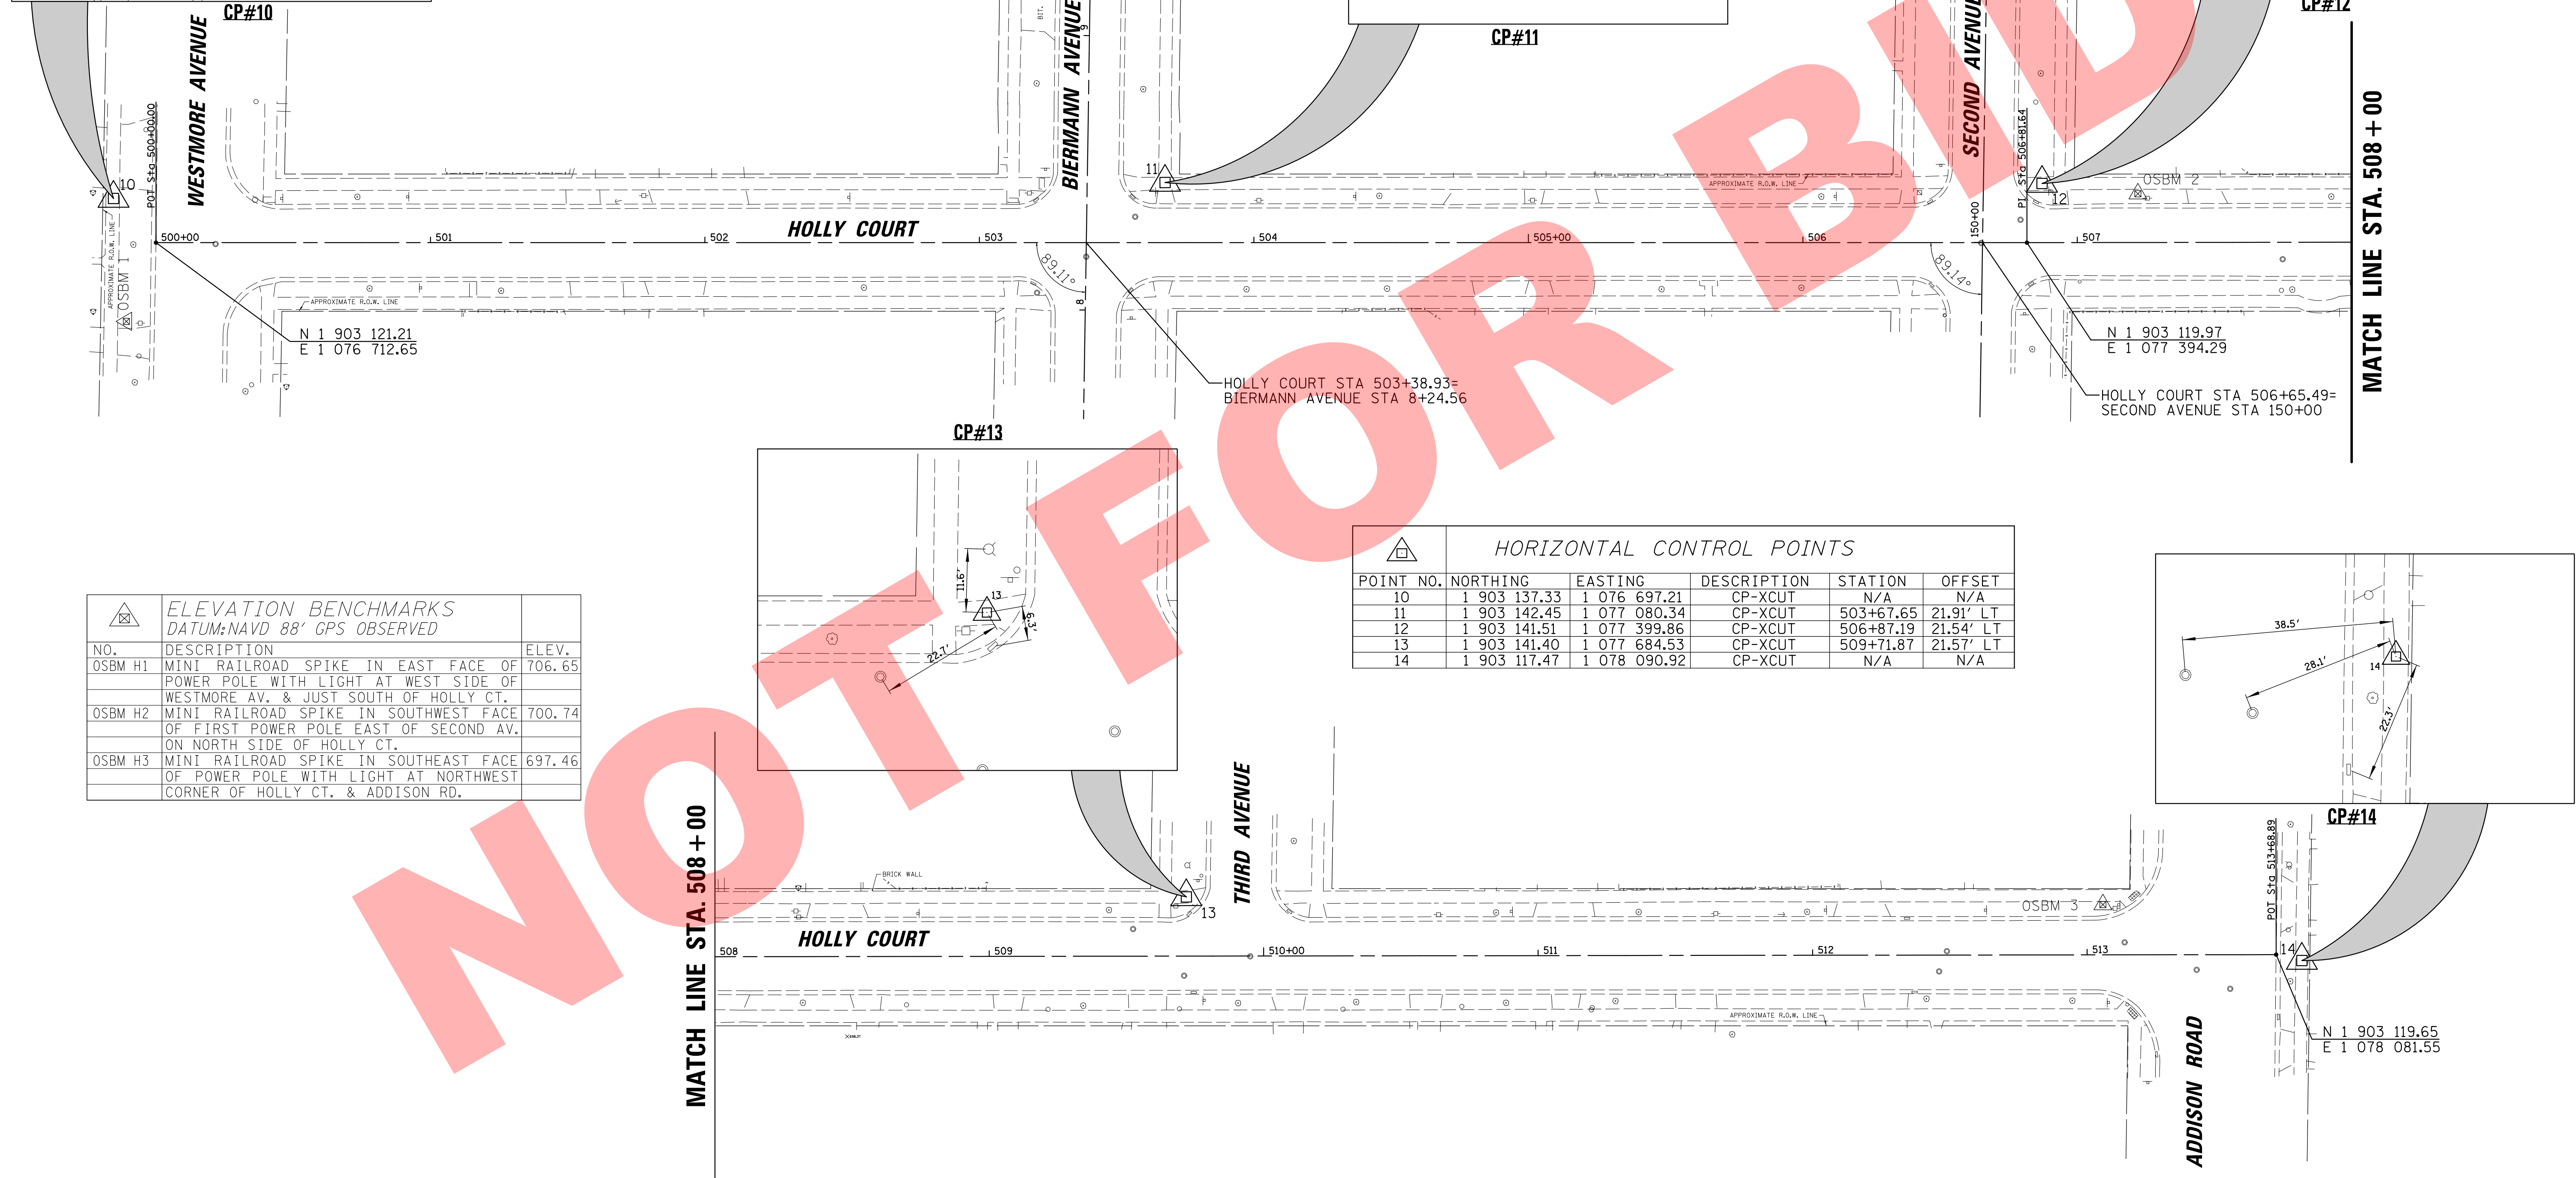 CP#10
CP#11
CP#12
WESTMORE AVENUE
BIERMANN AVENUE
SECOND AVENUE
BIT.
9
POT Sta 500+00.00
PI Sta 506+81.64
150+00
10
11
12
OSBM 2
APPROXIMATE R.O.W. LINE
APPROXIMATE R.O.W. LINE
OSBM 1
HOLLY COURT
500+00
501
502
503
504
505+00
506
507
89.11°
89.14°
8
APPROXIMATE R.O.W. LINE
N 1 903 121.21
E 1 076 712.65
HOLLY COURT STA 503+38.93=
BIERMANN AVENUE STA 8+24.56
N 1 903 119.97
E 1 077 394.29
HOLLY COURT STA 506+65.49=
SECOND AVENUE STA 150+00
MATCH LINE STA. 508+00
NOT FOR BID
CP#13
11.6'
13
6.3'
22.7'
ELEVATION BENCHMARKS
DATUM:NAVD 88' GPS OBSERVED
NO. DESCRIPTION ELEV.
OSBM H1 MINI RAILROAD SPIKE IN EAST FACE OF 706.65
POWER POLE WITH LIGHT AT WEST SIDE OF
WESTMORE AV. & JUST SOUTH OF HOLLY CT.
OSBM H2 MINI RAILROAD SPIKE IN SOUTHWEST FACE 700.74
OF FIRST POWER POLE EAST OF SECOND AV.
ON NORTH SIDE OF HOLLY CT.
OSBM H3 MINI RAILROAD SPIKE IN SOUTHEAST FACE 697.46
OF POWER POLE WITH LIGHT AT NORTHWEST
CORNER OF HOLLY CT. & ADDISON RD.
HORIZONTAL CONTROL POINTS
POINT NO. NORTHING EASTING DESCRIPTION STATION OFFSET
10 1 903 137.33 1 076 697.21 CP-XCUT N/A N/A
11 1 903 142.45 1 077 080.34 CP-XCUT 503+67.65 21.91' LT
12 1 903 141.51 1 077 399.86 CP-XCUT 506+87.19 21.54' LT
13 1 903 141.40 1 077 684.53 CP-XCUT 509+71.87 21.57' LT
14 1 903 117.47 1 078 090.92 CP-XCUT N/A N/A
38.5'
28.1'
14
22.3'
CP#14
MATCH LINE STA. 508+00
THIRD AVENUE
BRICK WALL
13
HOLLY COURT
508
509
510+00
511
512
513
OSBM 3
POT Sta 513+68.89
14
APPROXIMATE R.O.W. LINE
ADDISON ROAD
N 1 903 119.65
E 1 078 081.55